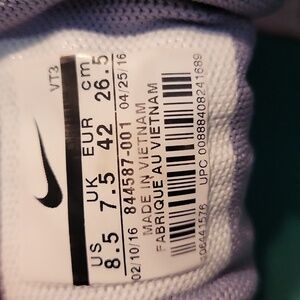 VT3
US UK EUR cm
8.5 7.5 42 26.5
02/10/16 844587-001 04/25/16
MADE IN VIETNAM
FABRIQUE AU VIETNAM
UPC 00888408241689